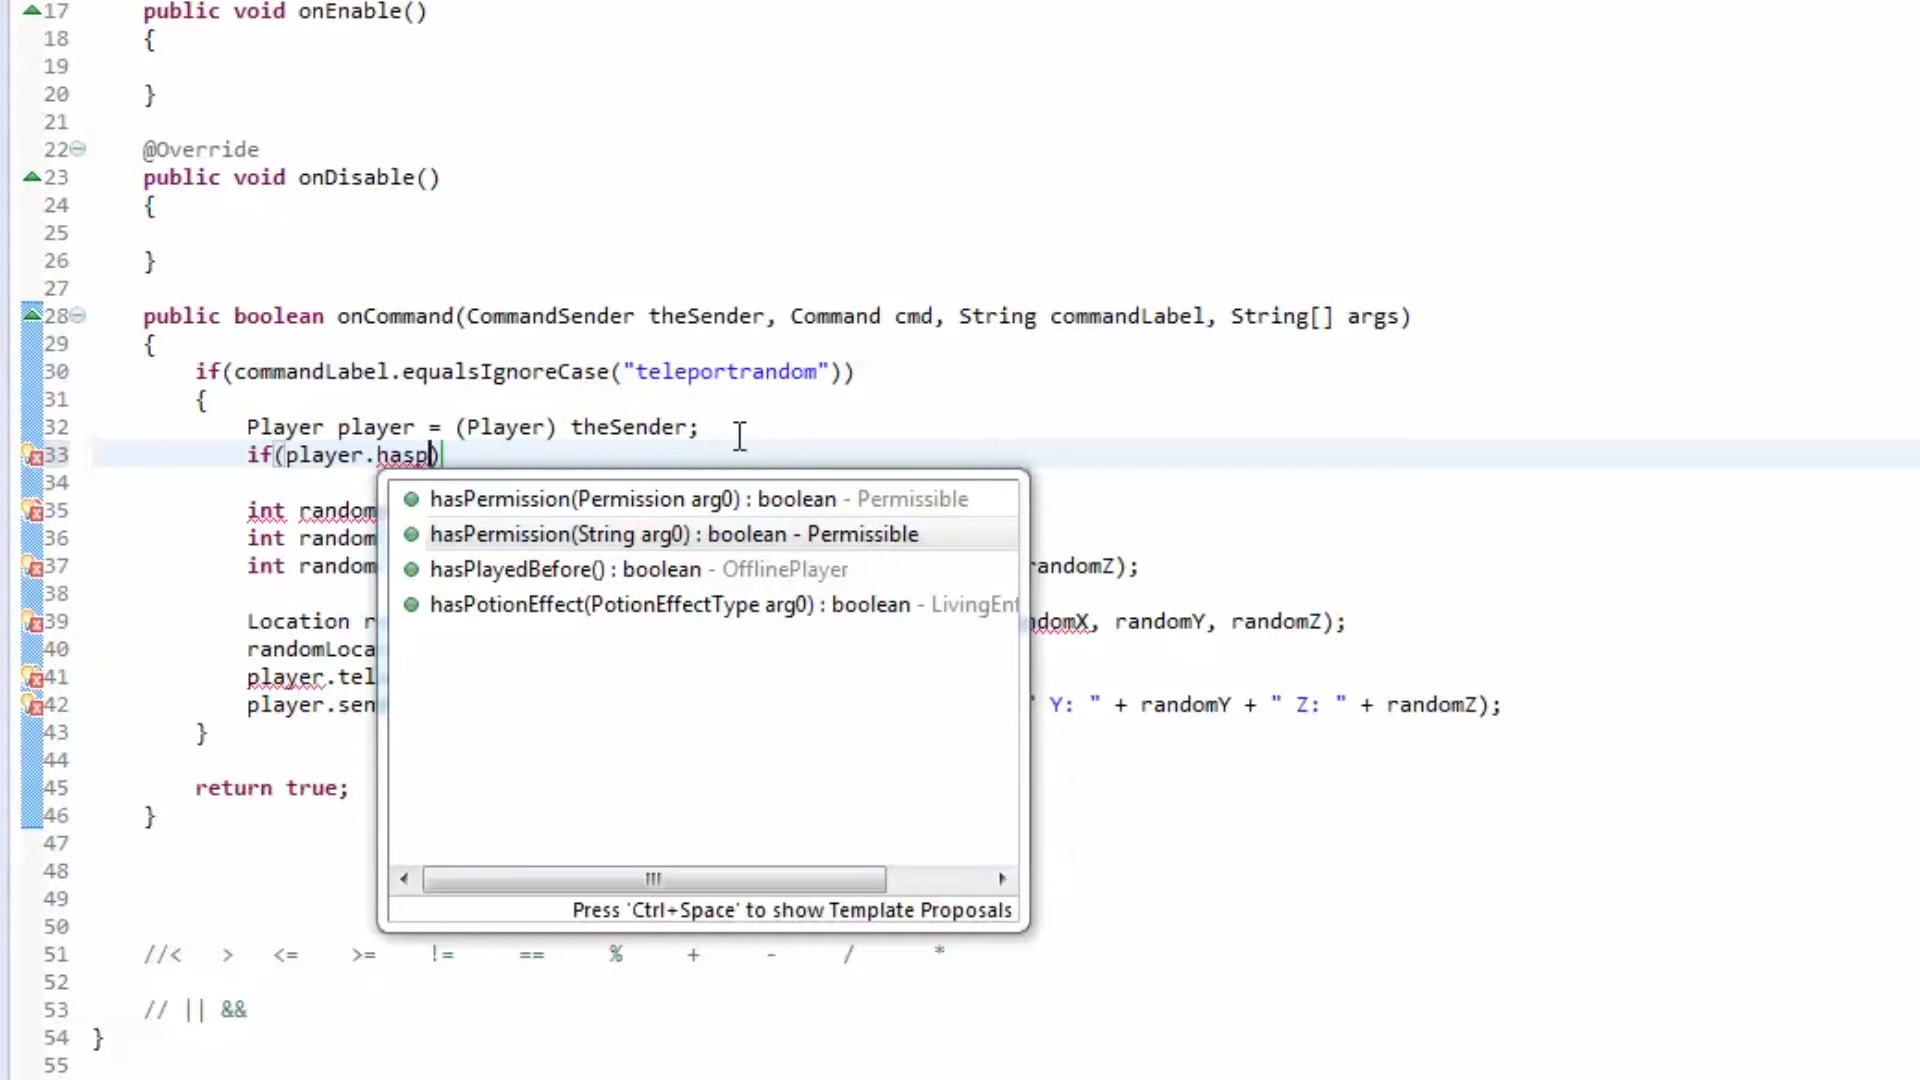 17 public void onEnable()
18 {
19
20 }
21
22 @Override
23 public void onDisable()
24 {
25
26 }
27
28 public boolean onCommand(CommandSender theSender, Command cmd, String commandLabel, String[] args)
29 {
30 if(commandLabel.equalsIgnoreCase("teleportrandom"))
31 {
32 Player player = (Player) theSender;
33 if(player.hasp)
34
hasPermission(Permission arg0) : boolean - Permissible
hasPermission(String arg0) : boolean - Permissible
hasPlayedBefore() : boolean - OfflinePlayer
hasPotionEffect(PotionEffectType arg0) : boolean - LivingEnt
Press 'Ctrl+Space' to show Template Proposals
35 int random
36 int random
37 int random andomZ);
38
39 Location r domX, randomY, randomZ);
40 randomLoca
41 player.tel
42 player.sen Y: " + randomY + " Z: " + randomZ);
43 }
44
45 return true;
46 }
47
48
49
50
51 //< > <= >= != == % + - / *
52
53 // || &&
54 }
55